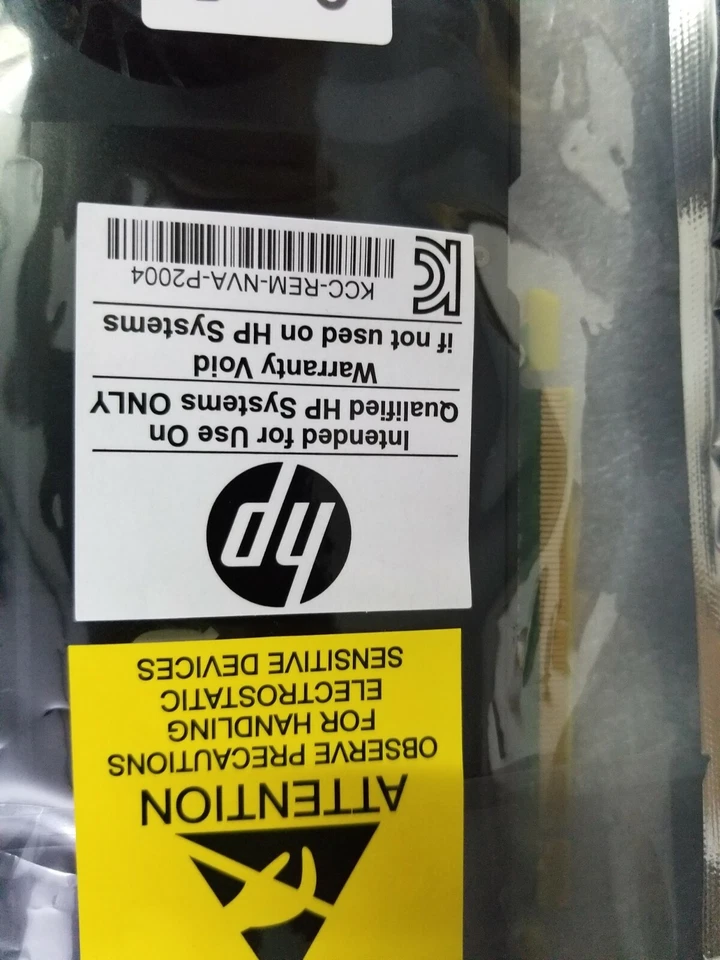 ATTENTION
OBSERVE PRECAUTIONS
FOR HANDLING
ELECTROSTATIC
SENSITIVE DEVICES
hp
Intended for Use On
Qualified HP Systems ONLY
Warranty Void
if not used on HP Systems
KCC-REM-NVA-P2004